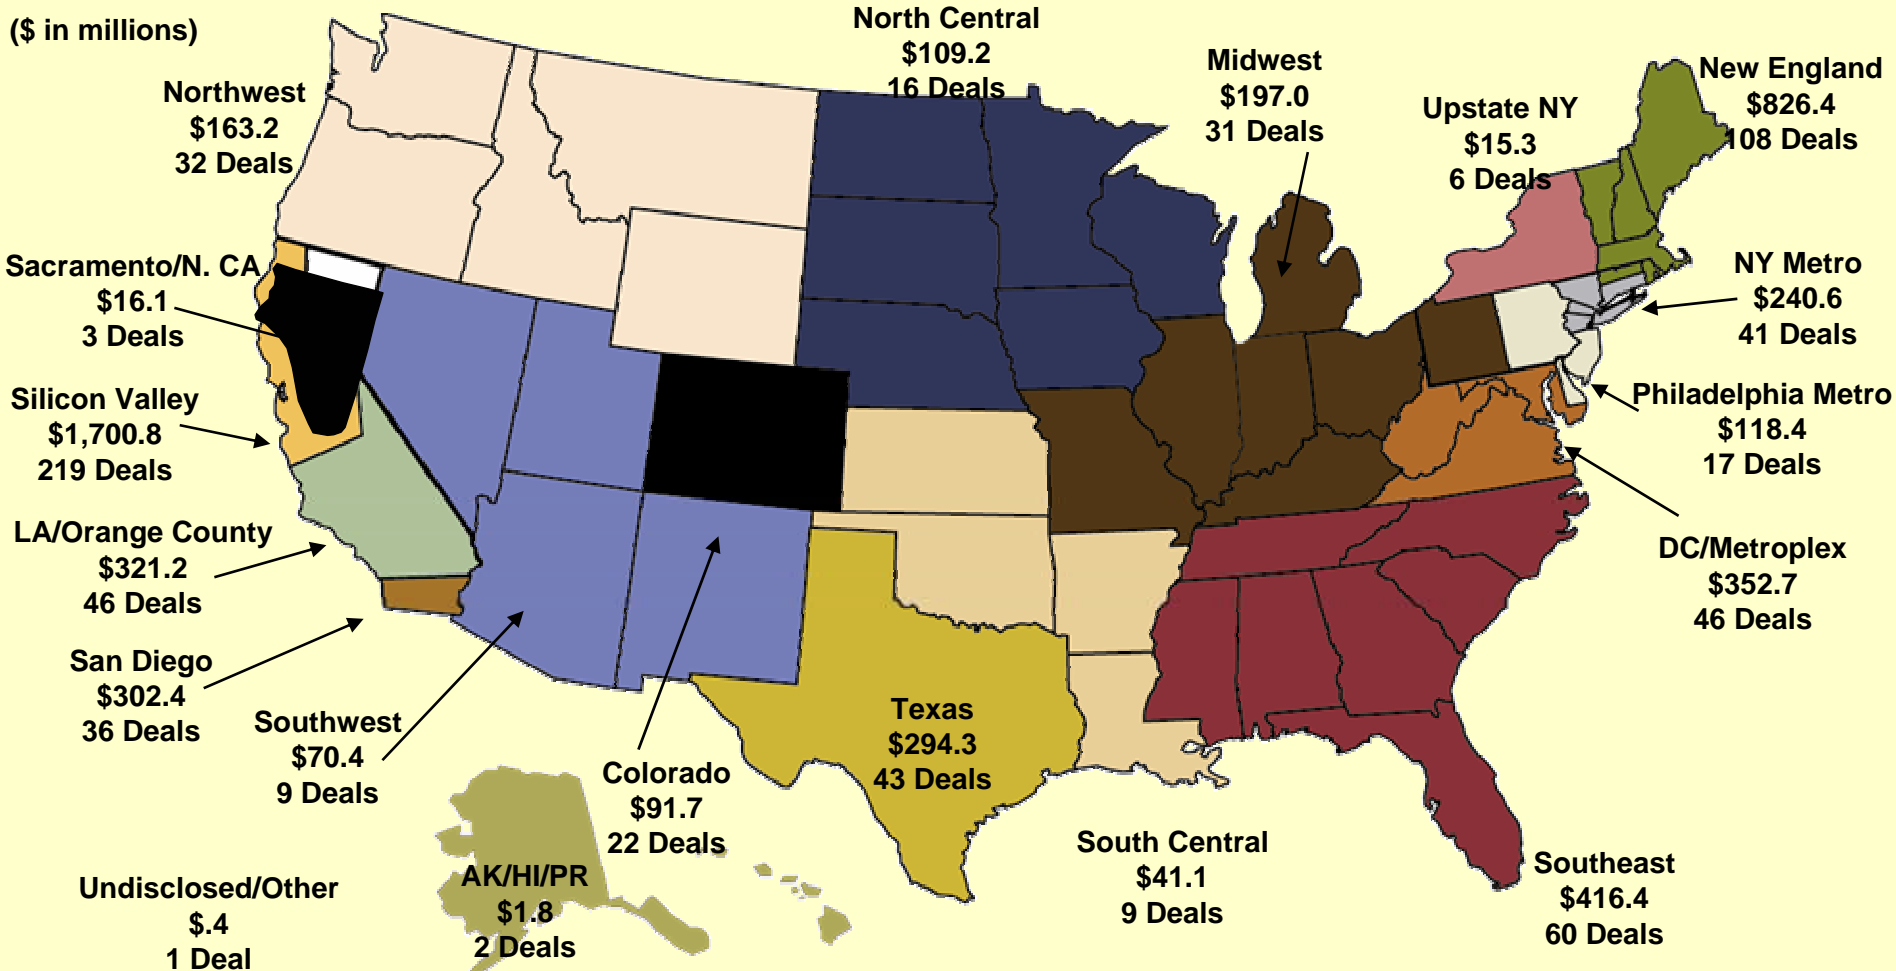 ($ in millions)
North Central
$109.2
16 Deals
Midwest
$197.0
31 Deals
New England
$826.4
108 Deals
Northwest
$163.2
32 Deals
Upstate NY
$15.3
6 Deals
Sacramento/N. CA
$16.1
3 Deals
NY Metro
$240.6
41 Deals
Silicon Valley
$1,700.8
219 Deals
Philadelphia Metro
$118.4
17 Deals
LA/Orange County
$321.2
46 Deals
DC/Metroplex
$352.7
46 Deals
San Diego
$302.4
36 Deals
Southwest
$70.4
9 Deals
Colorado
$91.7
22 Deals
Texas
$294.3
43 Deals
South Central
$41.1
9 Deals
Southeast
$416.4
60 Deals
Undisclosed/Other
$.4
1 Deal
AK/HI/PR
$1.8
2 Deals